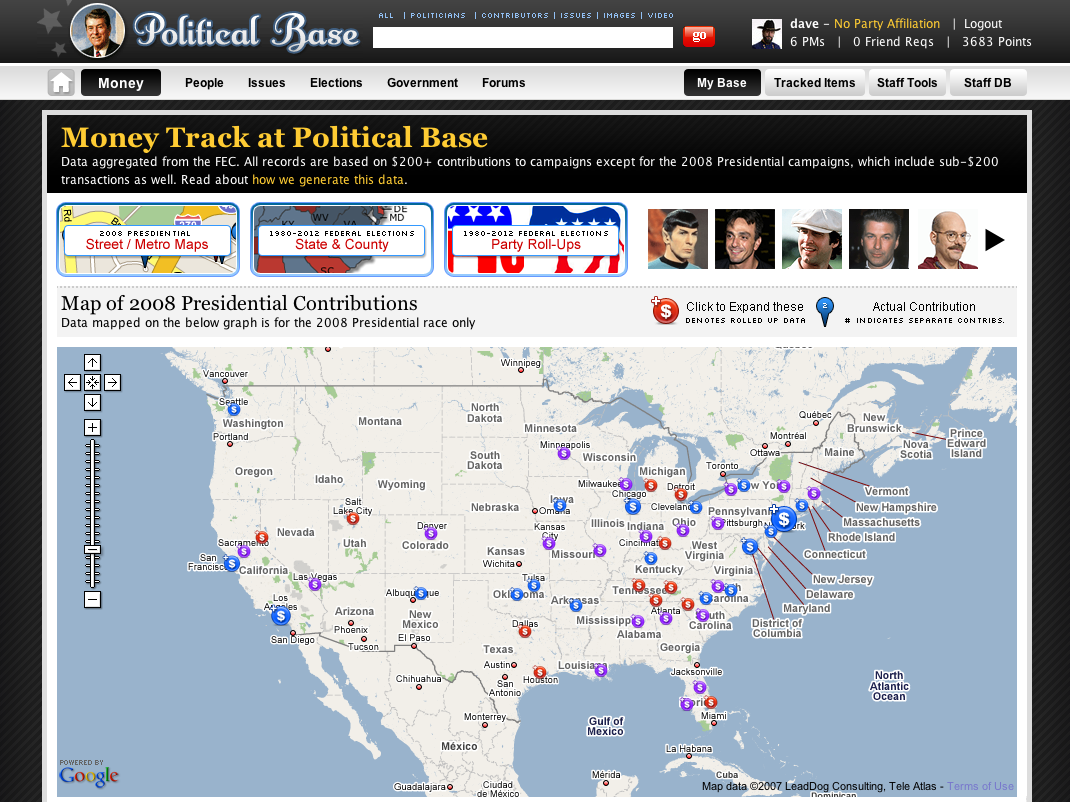 ALL | POLITICIANS | CONTRIBUTORS | ISSUES | IMAGES | VIDEO
Political Base
go
dave – No Party Affiliation | Logout
6 PMs | 0 Friend Reqs | 3683 Points
Money People Issues Elections Government Forums My Base Tracked Items Staff Tools Staff DB
Money Track at Political Base
Data aggregated from the FEC. All records are based on $200+ contributions to campaigns except for the 2008 Presidential campaigns, which include sub-$200
transactions as well. Read about how we generate this data.
Rd
270
2008 PRESDIENTIAL
Street / Metro Maps
WV
VA
DE
MD
SC
1980-2012 FEDERAL ELECTIONS
State & County
1980-2012 FEDERAL ELECTIONS
Party Roll-Ups
Map of 2008 Presidential Contributions
Data mapped on the below graph is for the 2008 Presidential race only
Click to Expand these
DENOTES ROLLED UP DATA
2
Actual Contribution
# INDICATES SEPARATE CONTRIBS.
Winnipeg
Vancouver
Seattle
Washington
Portland
Montana
North
Dakota
Minnesota
Minneapolis
Québec
New
Brunswick
Montréal
Ottawa
Maine
Nova
Scotia
Prince
Edward
Island
Oregon
Idaho
Wyoming
South
Dakota
Wisconsin
Milwaukee
Michigan
Toronto
Detroit
Chicago
New York
Vermont
New Hampshire
Massachusetts
Rhode Island
Connecticut
New Jersey
Delaware
Maryland
District of
Columbia
Salt
Lake City
Nebraska
Iowa
Omaha
Cleveland
Pennsylvania
Pittsburgh
Nevada
Utah
Denver
Colorado
Kansas
City
Illinois
Indiana
Ohio
Cincinnati
West
Virginia
Sacramento
San
Francisco
California
Kansas
Wichita
Missouri
Kentucky
Virginia
Las Vegas
Los
Angeles
San Diego
Arizona
Phoenix
Tucson
Albuquerque
New
Mexico
El Paso
Tulsa
Oklahoma
Arkansas
Tennessee
Carolina
Mississippi
Atlanta
South
Carolina
Alabama
Georgia
Dallas
Texas
Austin
San
Antonio
Houston
Louisiana
Jacksonville
Florida
Miami
North
Atlantic
Ocean
Chihuahua
Monterrey
México
Gulf of
Mexico
La Habana
Cuba
Mérida
Guadalajara
Ciudad
de México
Dominican
POWERED BY
Google
Map data ©2007 LeadDog Consulting, Tele Atlas - Terms of Use